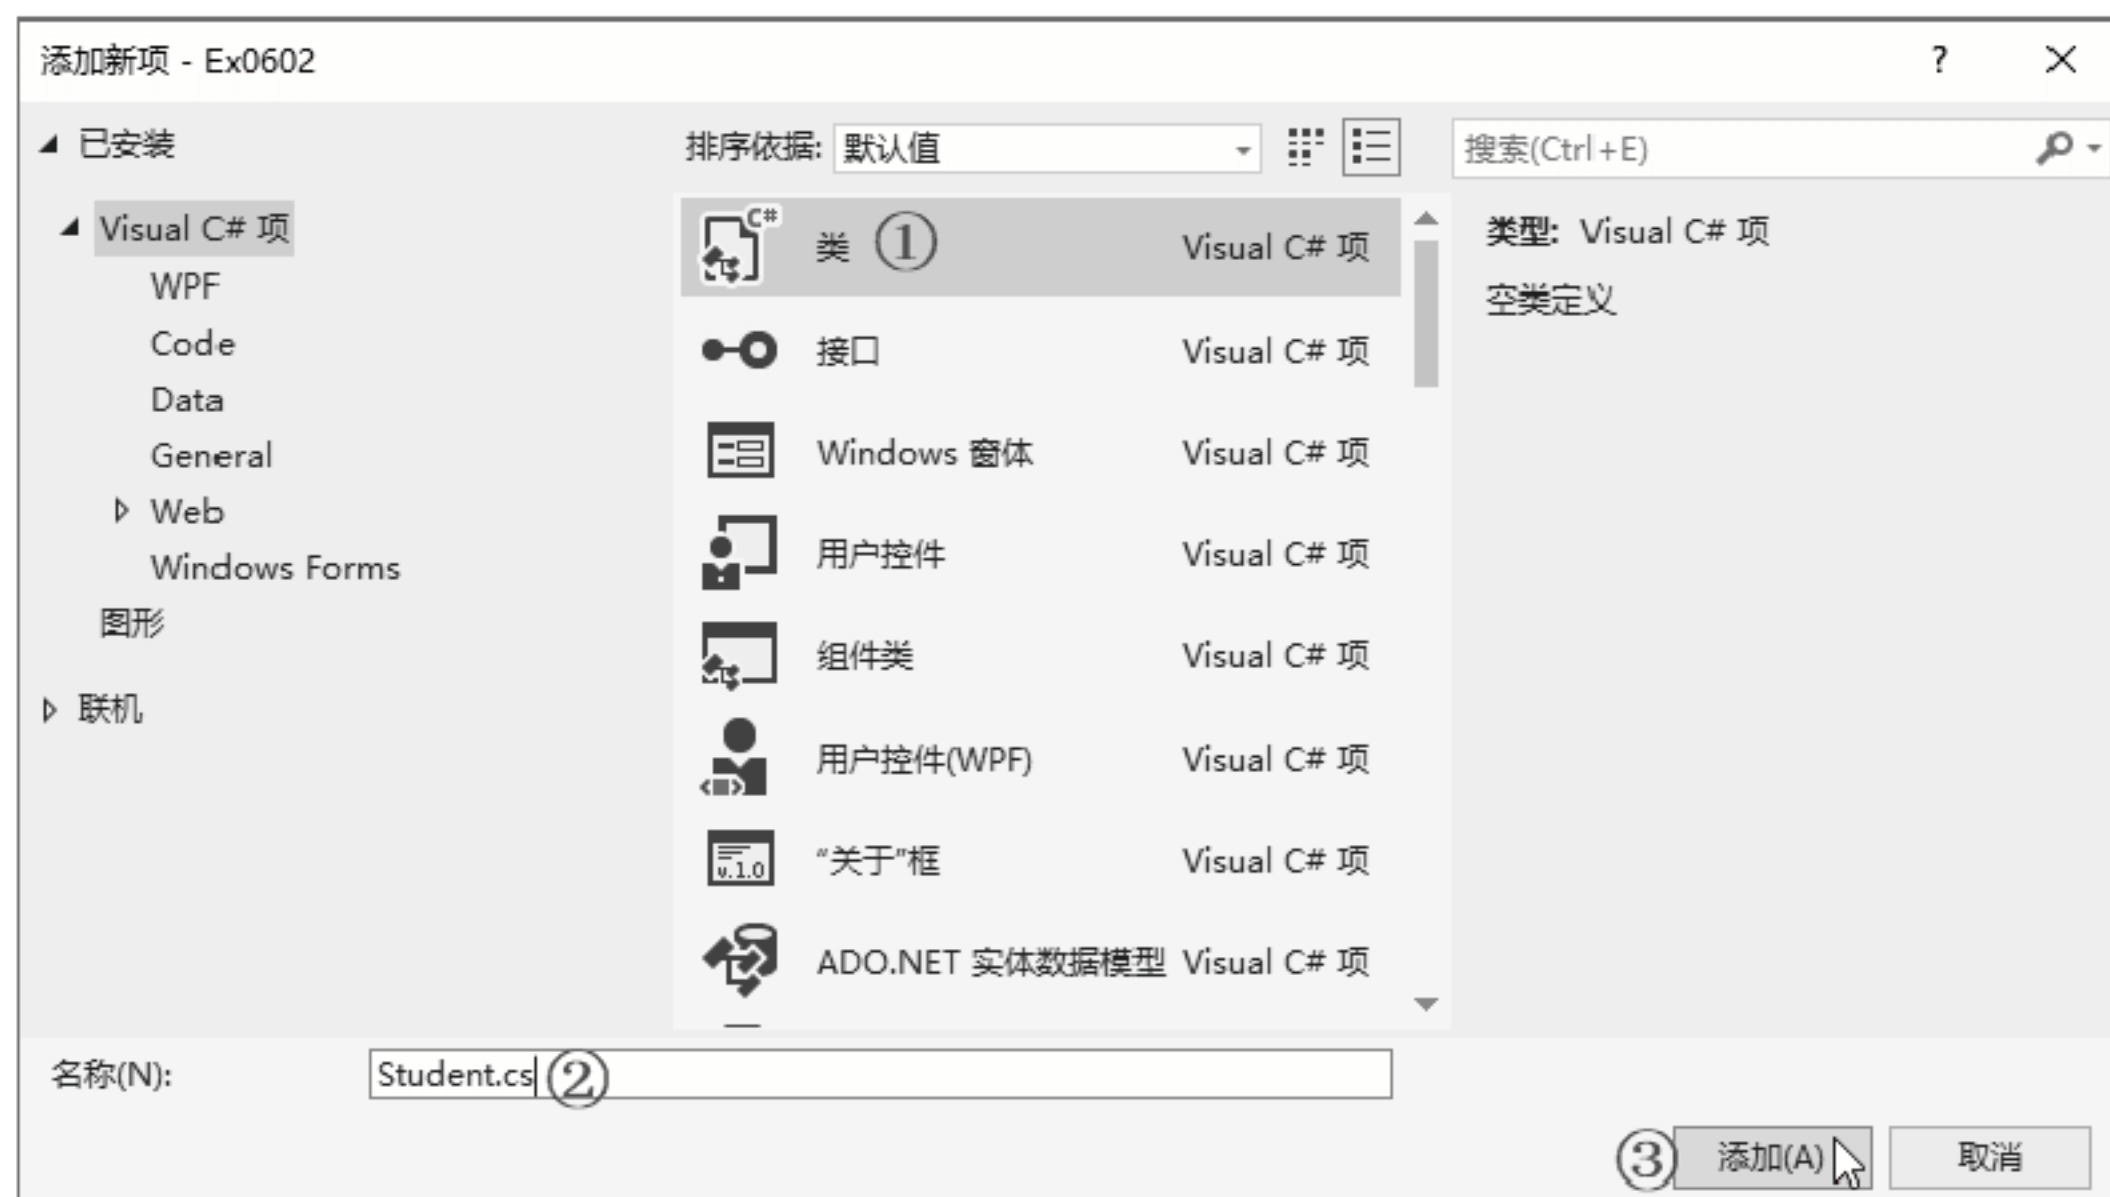 添加新项 - Ex0602
?
已安装
Visual C# 项
WPF
Code
Data
General
Web
Windows Forms
图形
联机
排序依据: 默认值
搜索(Ctrl+E)
C#
类 ① Visual C# 项
接口 Visual C# 项
Windows 窗体 Visual C# 项
用户控件 Visual C# 项
组件类 Visual C# 项
用户控件(WPF) Visual C# 项
v.1.0
“关于”框 Visual C# 项
ADO.NET 实体数据模型 Visual C# 项
类型: Visual C# 项
空类定义
名称(N): Student.cs ②
③ 添加(A) 取消